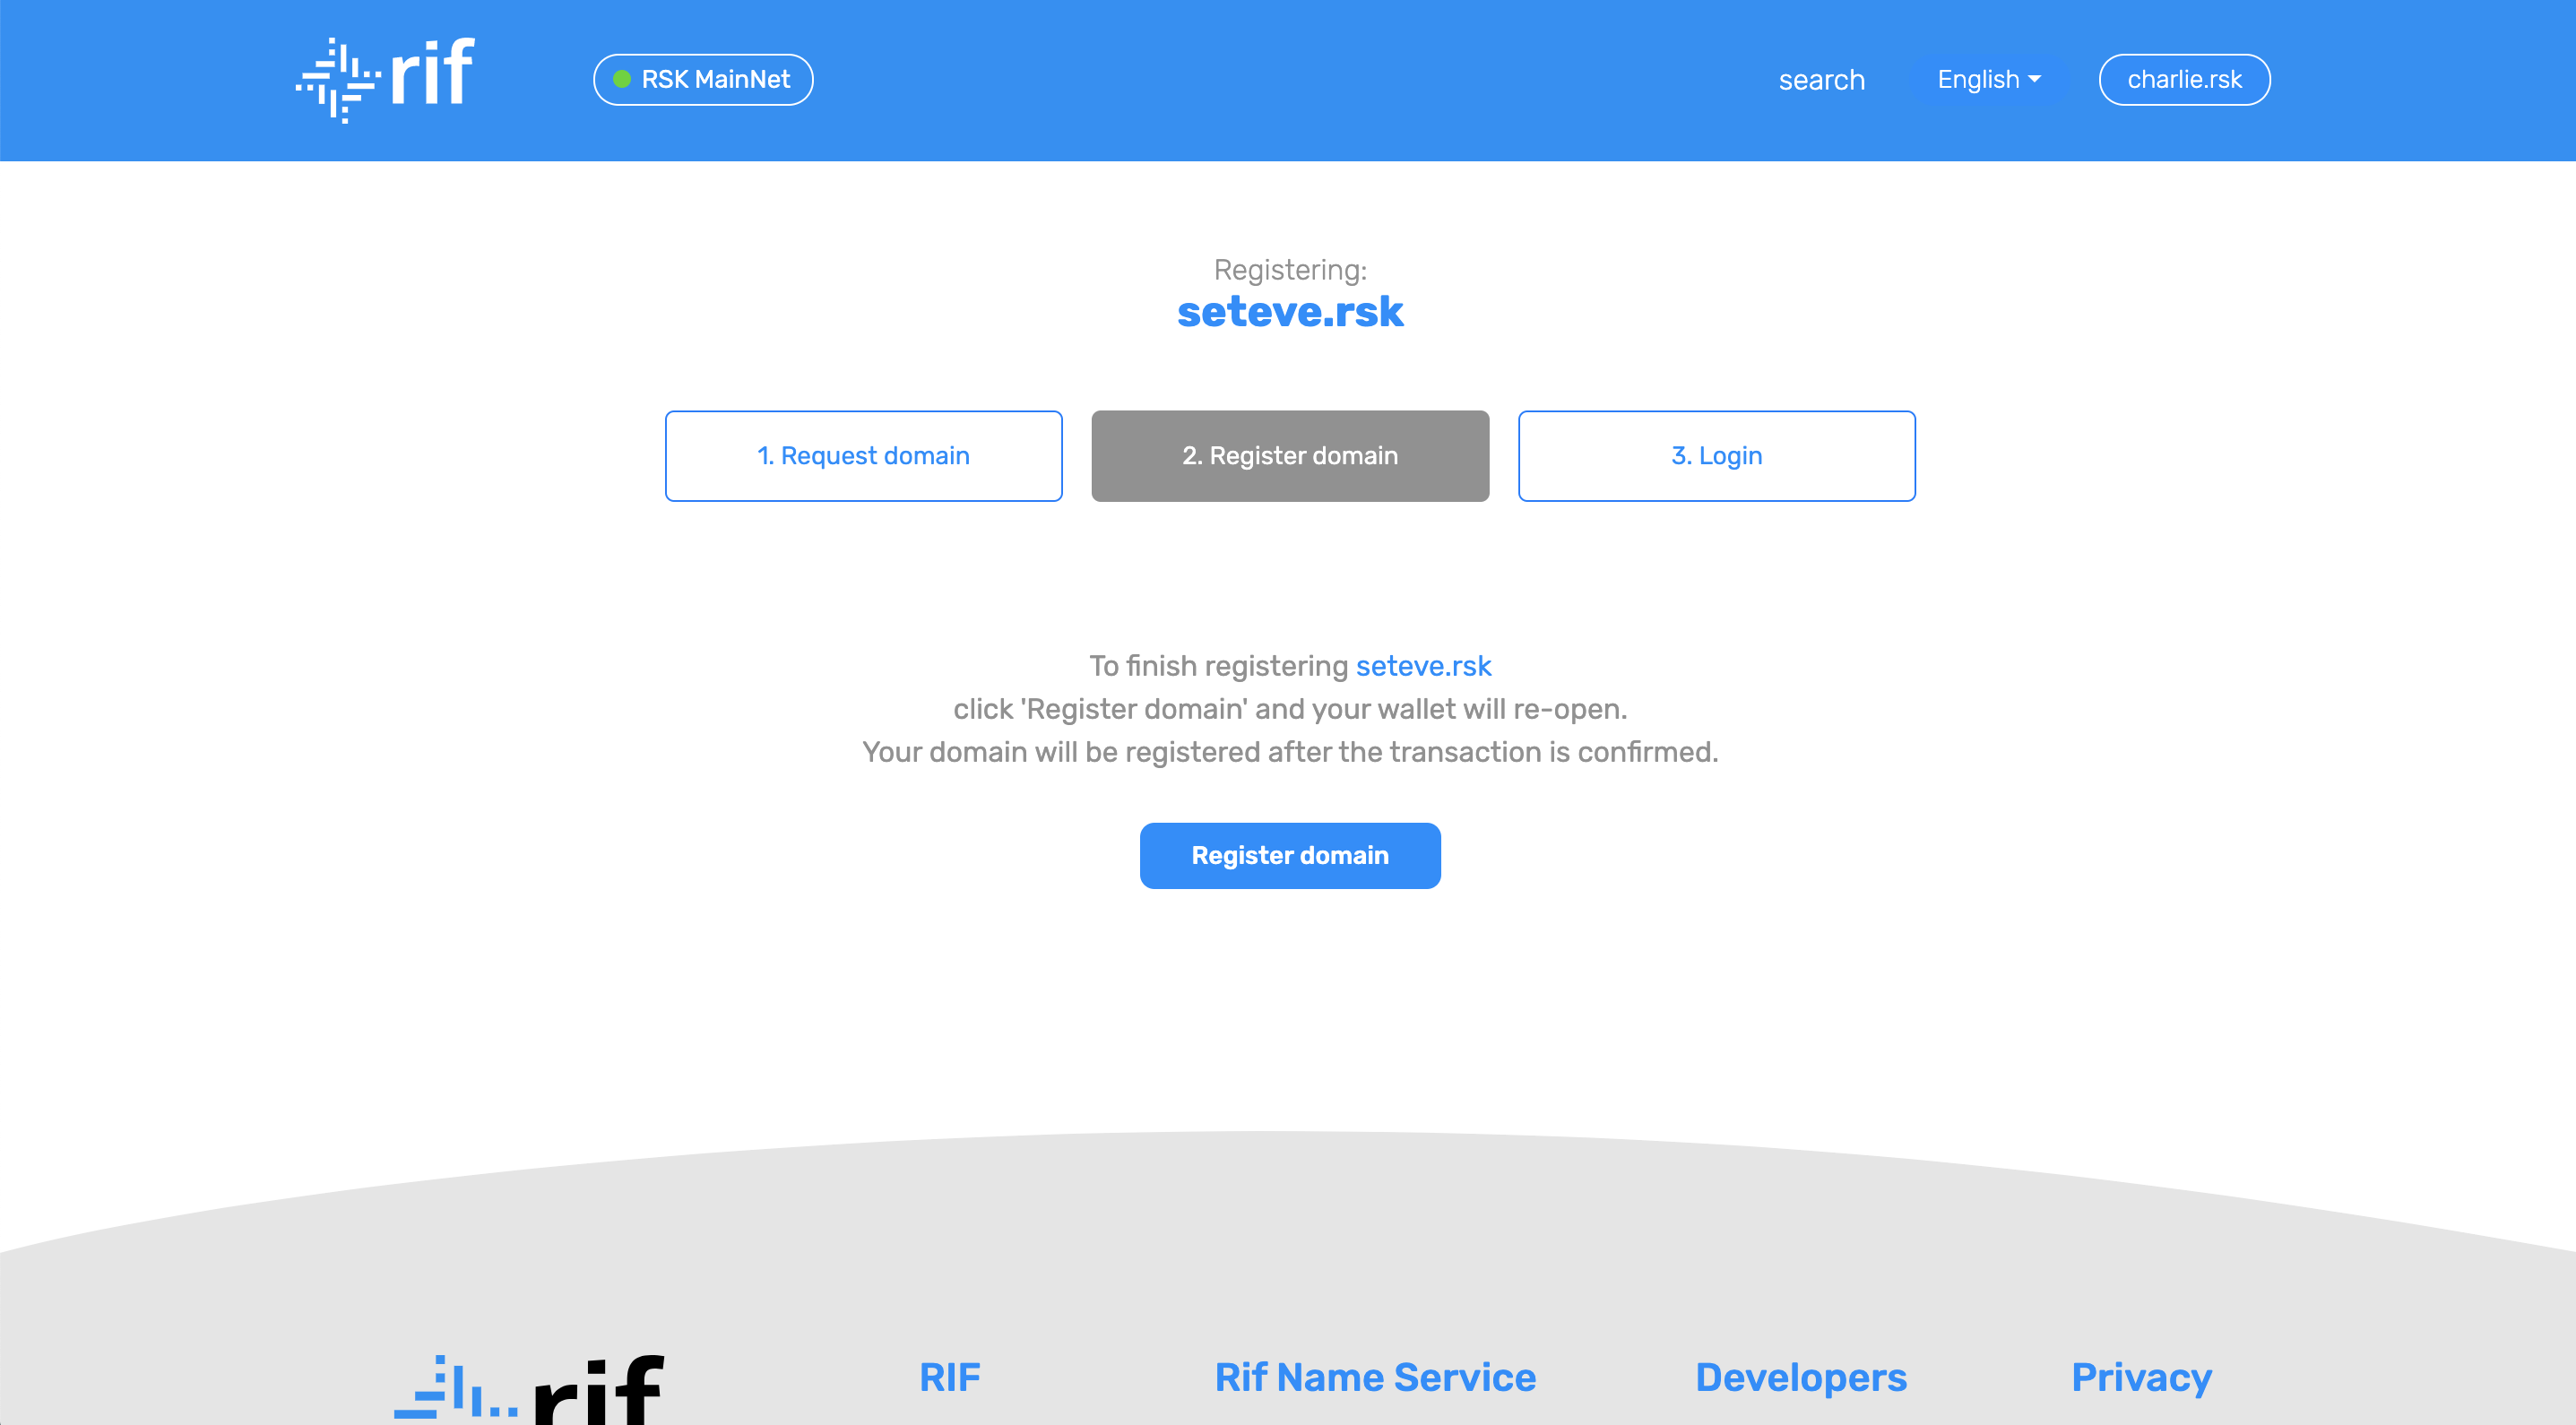 rif
RSK MainNet
search
English
charlie.rsk
Registering:
seteve.rsk
1. Request domain
2. Register domain
3. Login
To finish registering seteve.rsk
click 'Register domain' and your wallet will re-open.
Your domain will be registered after the transaction is confirmed.
Register domain
rif
RIF
Rif Name Service
Developers
Privacy